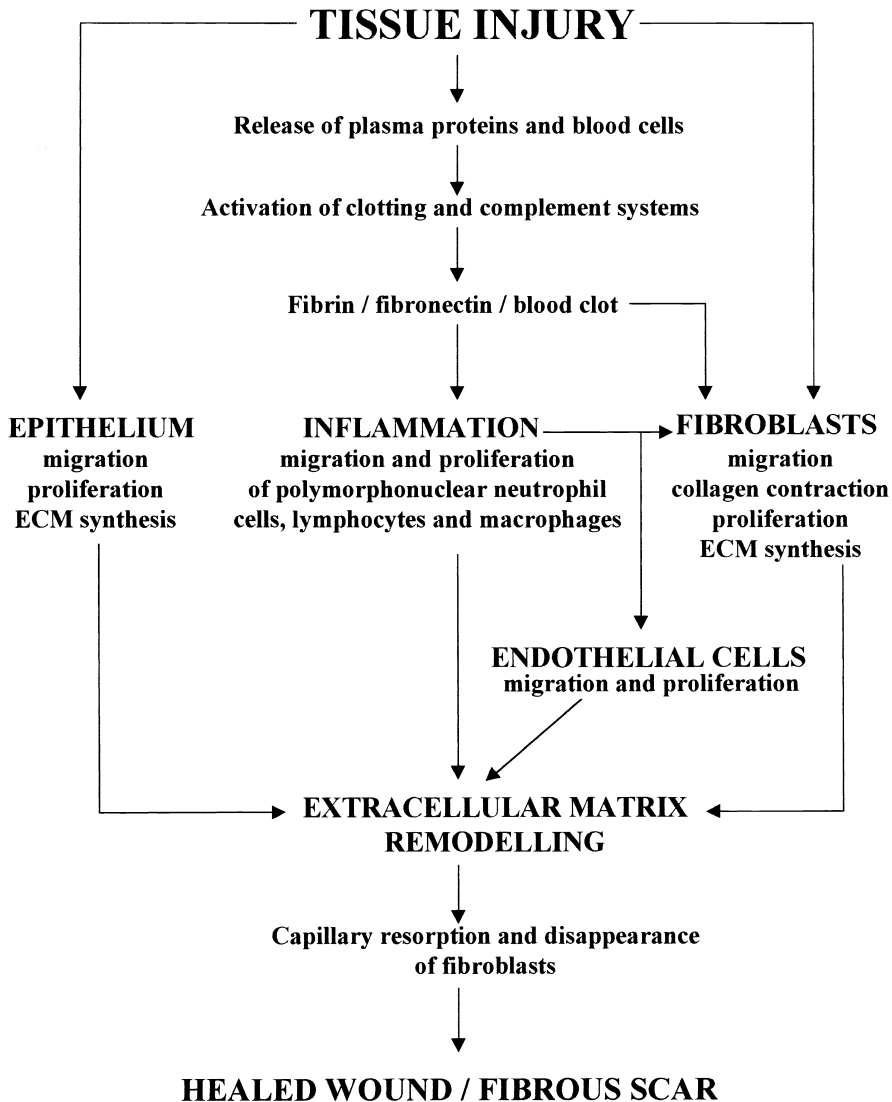 TISSUE INJURY
Release of plasma proteins and blood cells
Activation of clotting and complement systems
Fibrin / fibronectin / blood clot
EPITHELIUM
migration
proliferation
ECM synthesis
INFLAMMATION
migration and proliferation
of polymorphonuclear neutrophil
cells, lymphocytes and macrophages
FIBROBLASTS
migration
collagen contraction
proliferation
ECM synthesis
ENDOTHELIAL CELLS
migration and proliferation
EXTRACELLULAR MATRIX
REMODELLING
Capillary resorption and disappearance
of fibroblasts
HEALED WOUND / FIBROUS SCAR